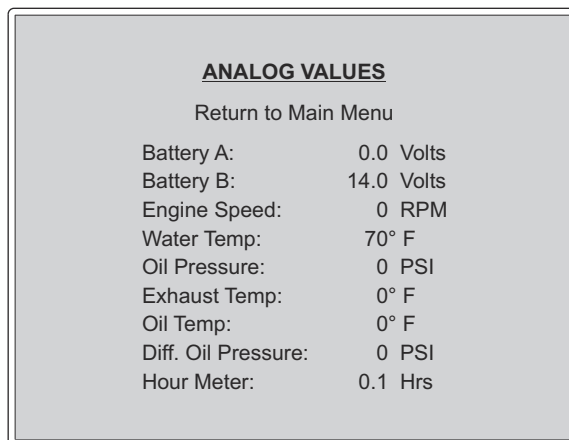 ANALOG VALUES
Return to Main Menu
Battery A: 0.0 Volts
Battery B: 14.0 Volts
Engine Speed: 0 RPM
Water Temp: 70° F
Oil Pressure: 0 PSI
Exhaust Temp: 0° F
Oil Temp: 0° F
Diff. Oil Pressure: 0 PSI
Hour Meter: 0.1 Hrs